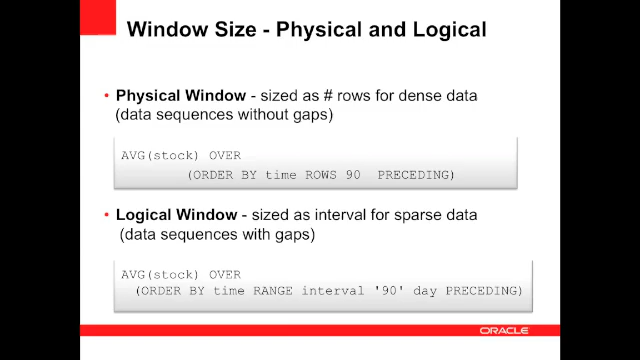 Window Size - Physical and Logical
• Physical Window - sized as # rows for dense data
(data sequences without gaps)
AVG(stock) OVER
(ORDER BY time ROWS 90 PRECEDING)
• Logical Window - sized as interval for sparse data
(data sequences with gaps)
AVG(stock) OVER
(ORDER BY time RANGE interval '90' day PRECEDING)
ORACLE